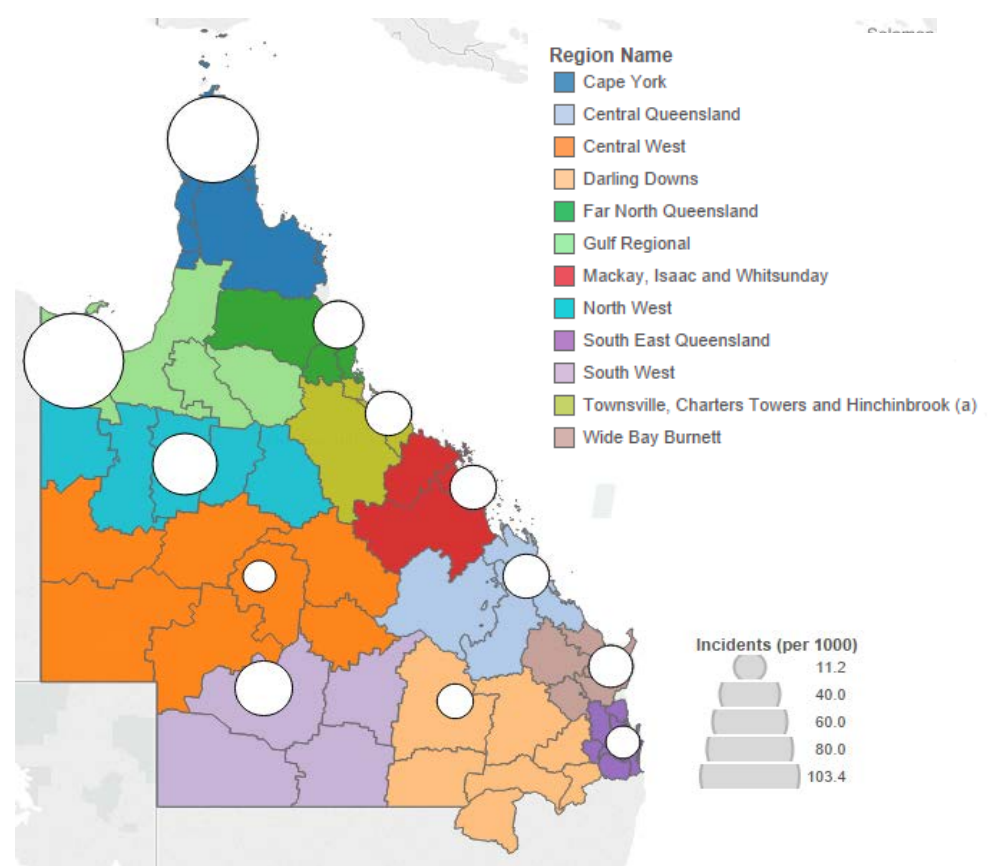 Region Name
Cape York
Central Queensland
Central West
Darling Downs
Far North Queensland
Gulf Regional
Mackay, Isaac and Whitsunday
North West
South East Queensland
South West
Townsville, Charters Towers and Hinchinbrook (a)
Wide Bay Burnett
Incidents (per 1000)
11.2
40.0
60.0
80.0
103.4